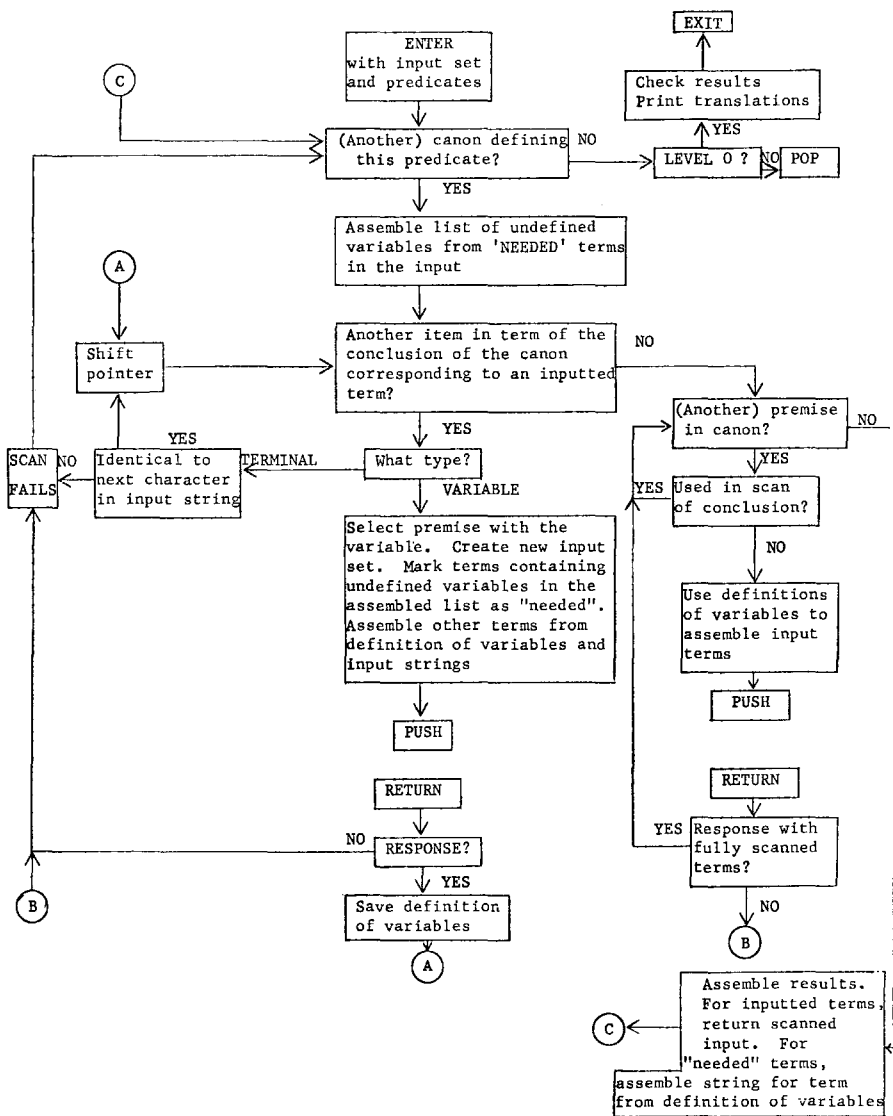 EXIT
ENTER
with input set
and predicates
C
Check results
Print translations
YES
(Another) canon defining
this predicate?
NO
LEVEL 0 ?
NO
POP
YES
Assemble list of undefined
variables from 'NEEDED' terms
in the input
A
Another item in term of the
conclusion of the canon
corresponding to an inputted
term?
NO
Shift
pointer
(Another) premise
in canon?
NO
YES
YES
YES
SCAN
FAILS
NO
Identical to
next character
in input string
TERMINAL
What type?
VARIABLE
YES
Used in scan
of conclusion?
NO
Select premise with the
variable. Create new input
set. Mark terms containing
undefined variables in the
assembled list as "needed".
Assemble other terms from
definition of variables and
input strings
Use definitions
of variables to
assemble input
terms
PUSH
PUSH
RETURN
RETURN
NO
RESPONSE?
YES
Response with
fully scanned
terms?
YES
NO
B
Save definition
of variables
B
A
Assemble results.
For inputted terms,
return scanned
input. For
"needed" terms,
assemble string for term
from definition of variables
C